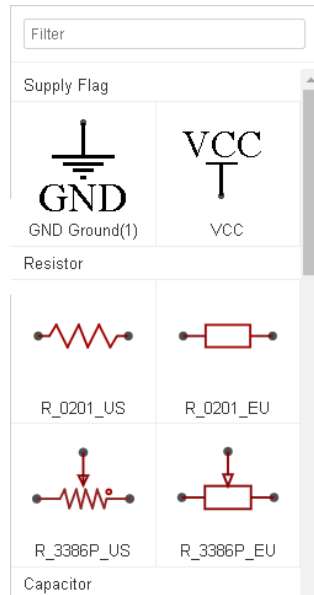 Filter
Supply Flag
GND VCC
GND Ground(1) VCC
Resistor
R_0201_US R_0201_EU
R_3386P_US R_3386P_EU
Capacitor